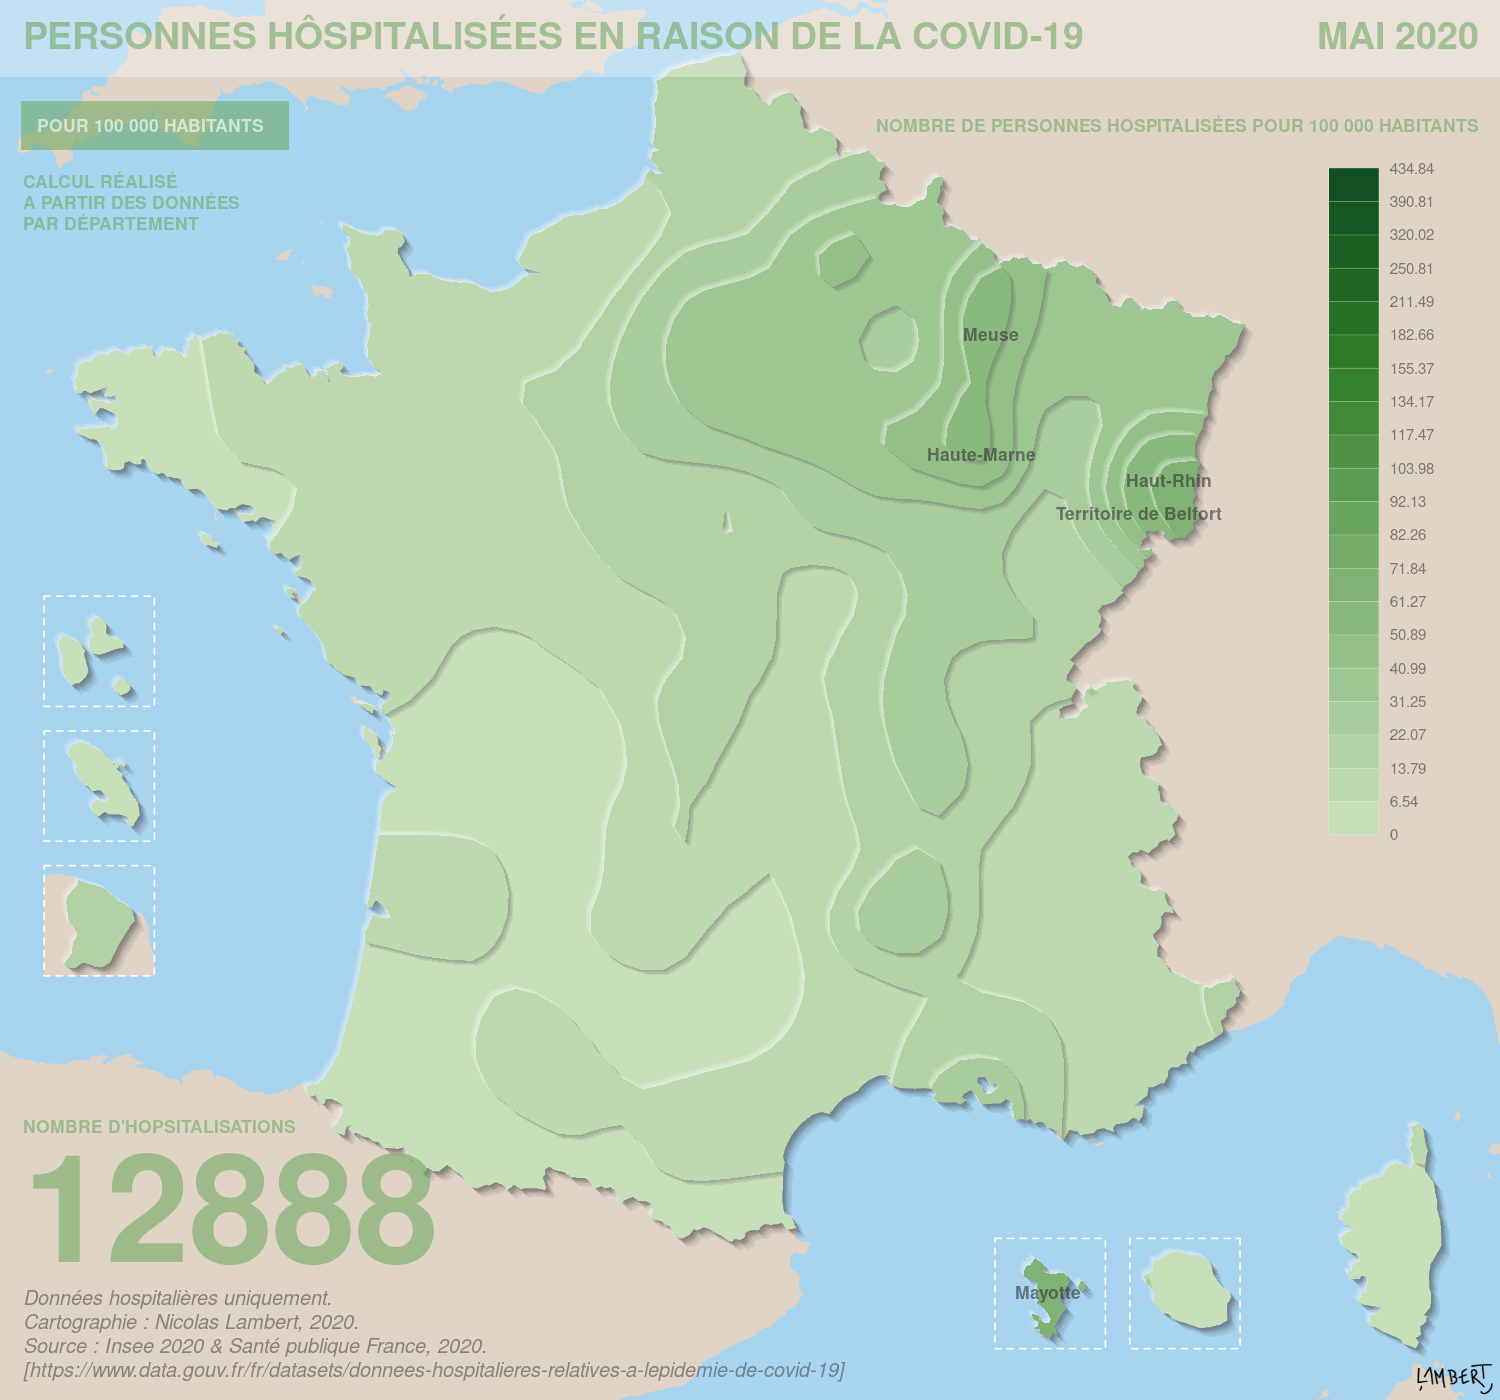 PERSONNES HÔSPITALISÉES EN RAISON DE LA COVID-19
MAI 2020
POUR 100 000 HABITANTS
CALCUL RÉALISÉ
A PARTIR DES DONNÉES
PAR DÉPARTEMENT
NOMBRE DE PERSONNES HOSPITALISÉES POUR 100 000 HABITANTS
434.84
390.81
320.02
250.81
211.49
182.66
155.37
134.17
117.47
103.98
92.13
82.26
71.84
61.27
50.89
40.99
31.25
22.07
13.79
6.54
0
Meuse
Haute-Marne
Haut-Rhin
Territoire de Belfort
Mayotte
NOMBRE D'HOPSITALISATIONS
12888
Données hospitalières uniquement.
Cartographie : Nicolas Lambert, 2020.
Source : Insee 2020 & Santé publique France, 2020.
[https://www.data.gouv.fr/fr/datasets/donnees-hospitalieres-relatives-a-lepidemie-de-covid-19]
LAMBERT